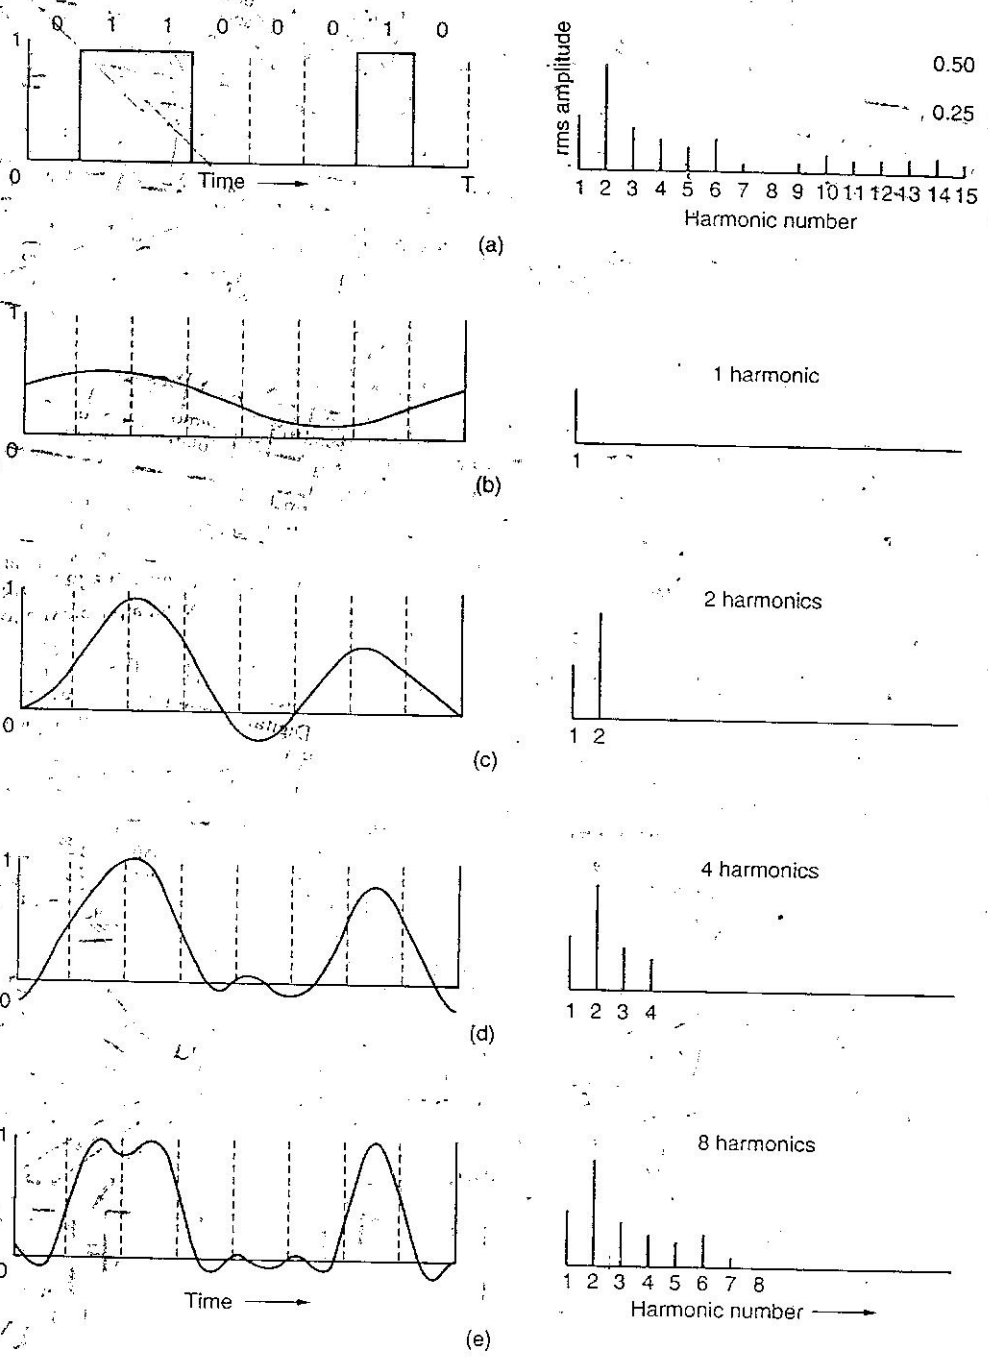 0 1 1 0 0 0 1 0
1
0
Time
T
rms amplitude
0.50
0.25
1 2 3 4 5 6 7 8 9 10 11 12 13 14 15
Harmonic number
(a)
1
0
1 harmonic
1
(b)
1
0
2 harmonics
1 2
(c)
1
0
4 harmonics
1 2 3 4
(d)
1
0
Time
8 harmonics
1 2 3 4 5 6 7 8
Harmonic number
(e)